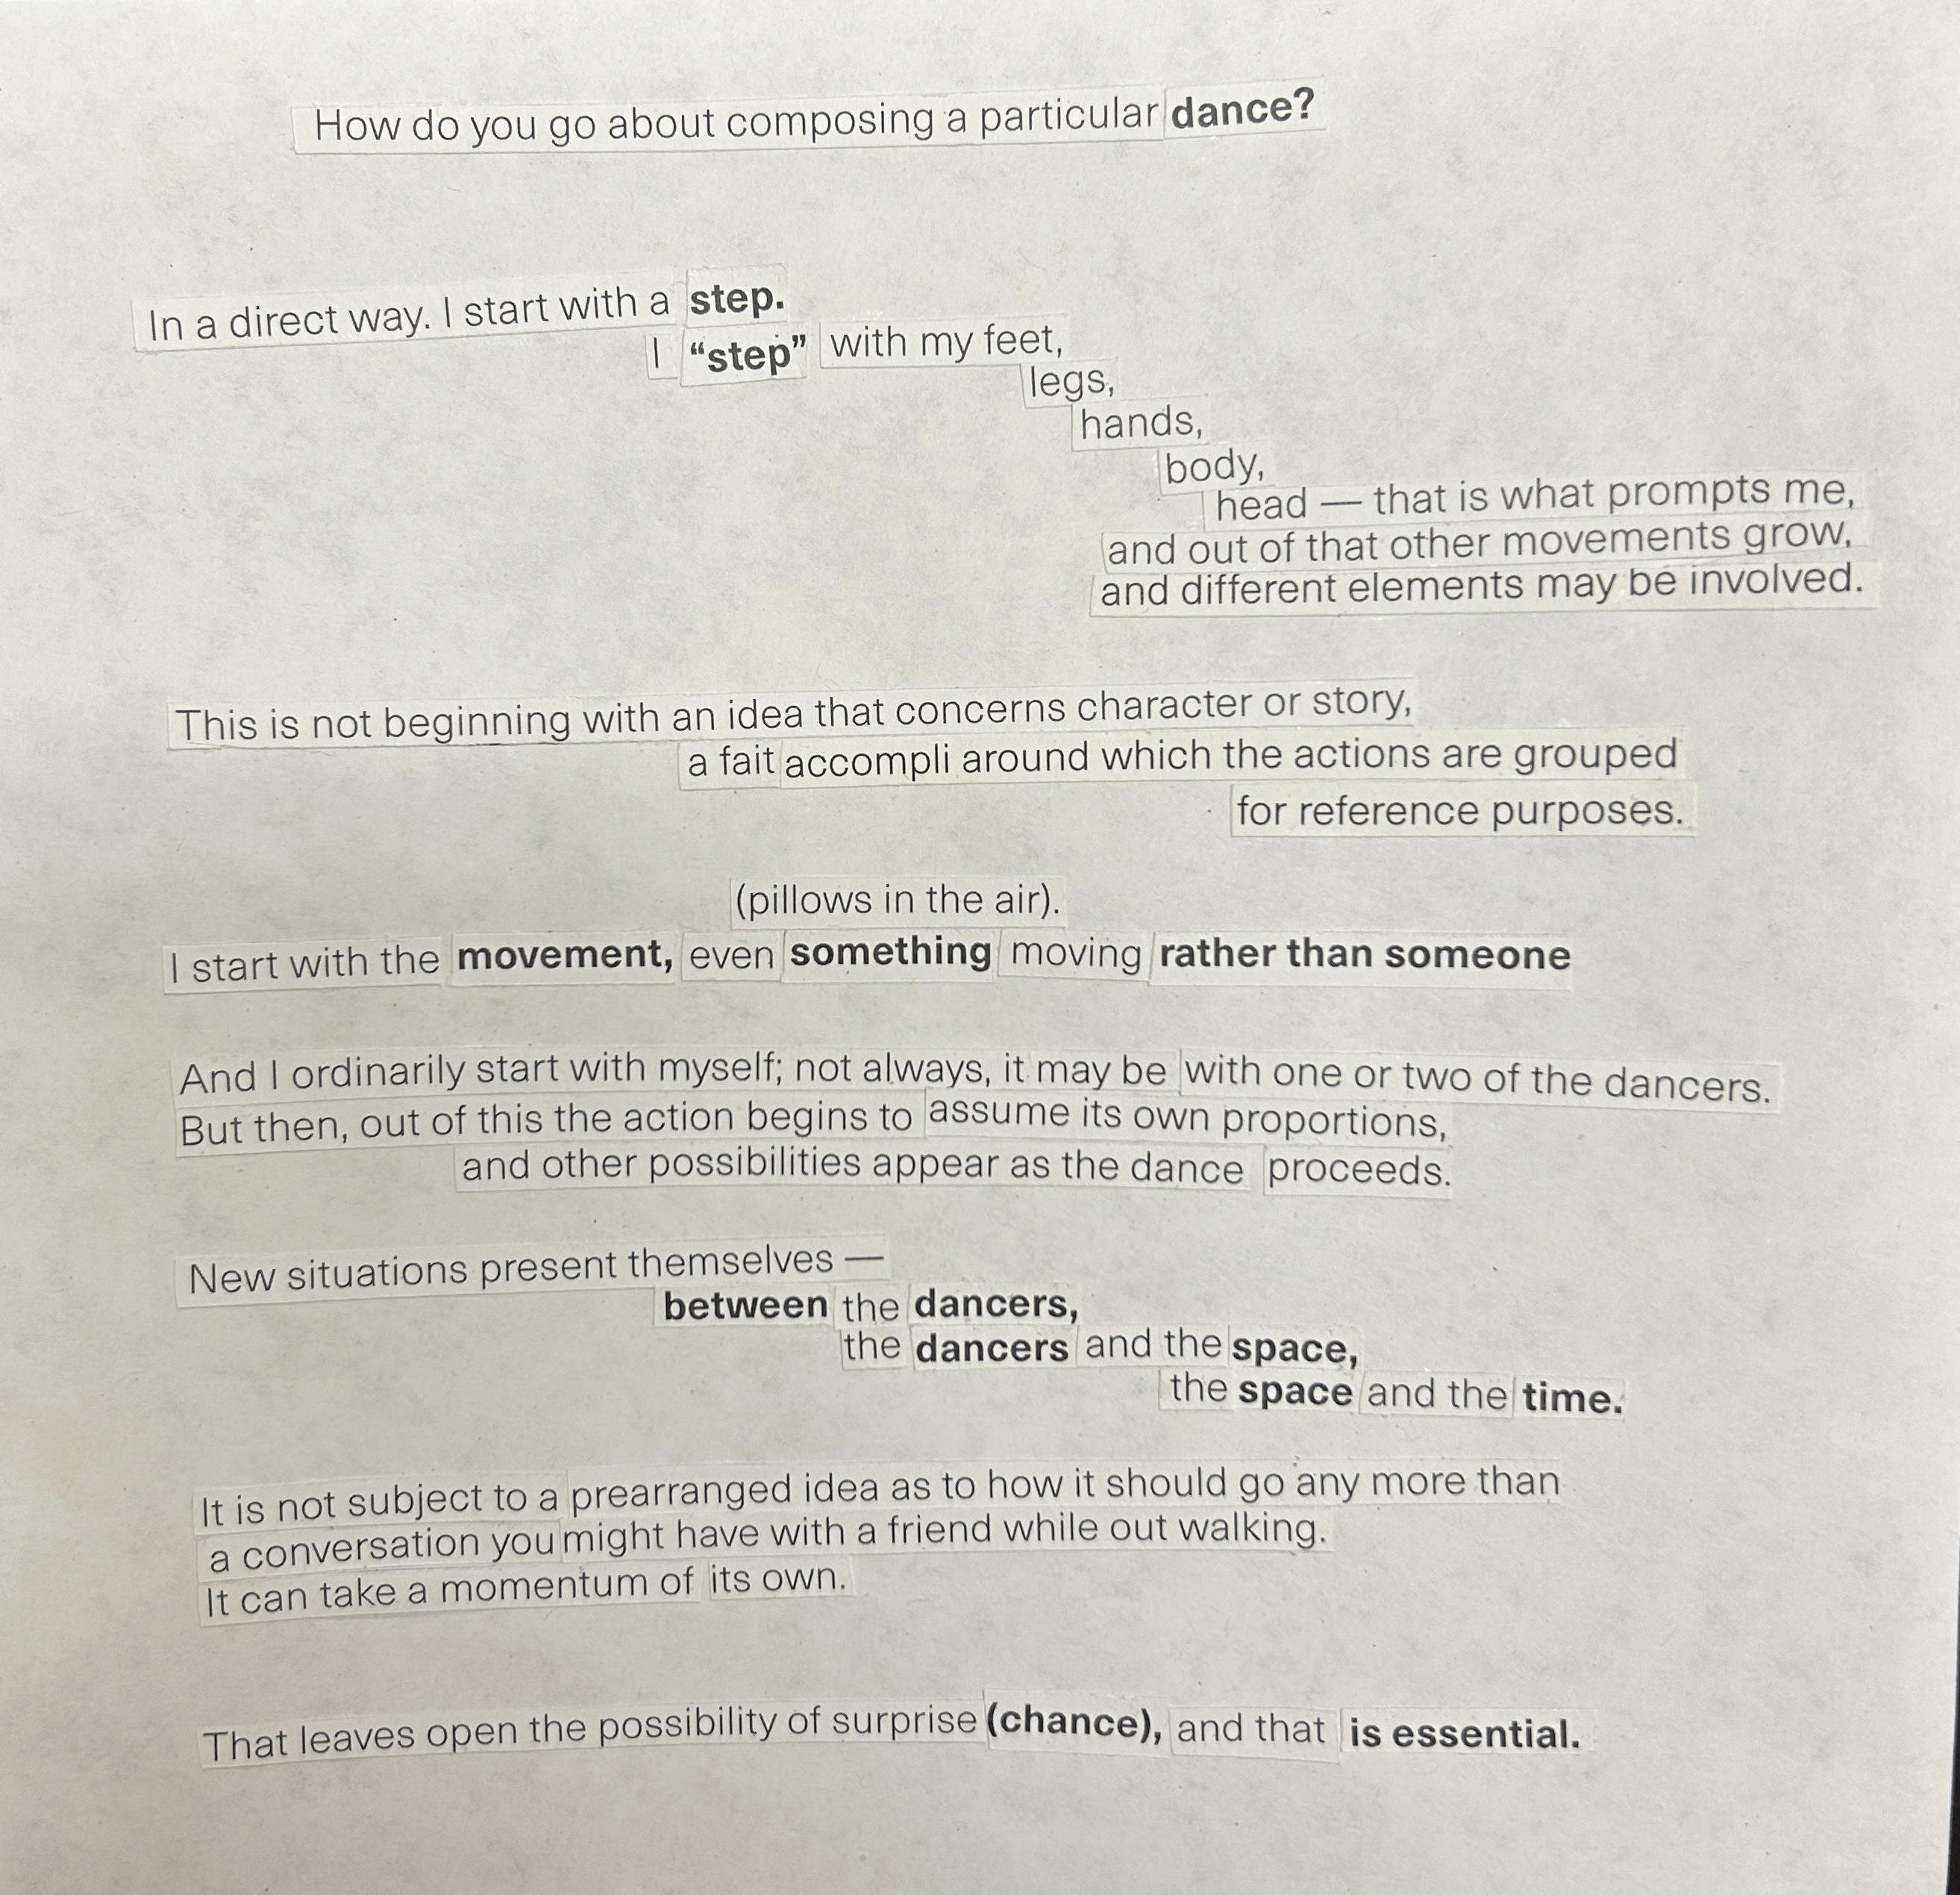 How do you go about composing a particular dance?
In a direct way. I start with a step.
I “step” with my feet,
legs,
hands,
body,
head — that is what prompts me,
and out of that other movements grow,
and different elements may be involved.
This is not beginning with an idea that concerns character or story,
a fait accompli around which the actions are grouped
for reference purposes.
(pillows in the air).
I start with the movement, even something moving rather than someone
And I ordinarily start with myself; not always, it may be with one or two of the dancers.
But then, out of this the action begins to assume its own proportions,
and other possibilities appear as the dance proceeds.
New situations present themselves —
between the dancers,
the dancers and the space,
the space and the time.
It is not subject to a prearranged idea as to how it should go any more than
a conversation you might have with a friend while out walking.
It can take a momentum of its own.
That leaves open the possibility of surprise (chance), and that is essential.